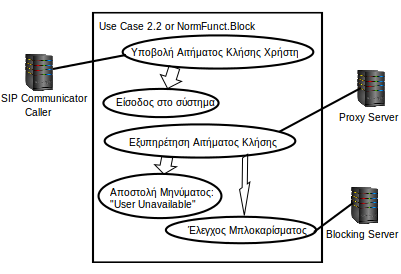 Use Case 2.2 or NormFunct.Block
Υποβολή Αιτήματος Κλήσης Χρήστη
SIP Communicator
Caller
Είσοδος στο σύστημα
Proxy Server
Εξυπηρέτηση Αιτήματος Κλήσης
Αποστολή Μηνύματος:
"User Unavailable"
Έλεγχος Μπλοκαρίσματος
Blocking Server